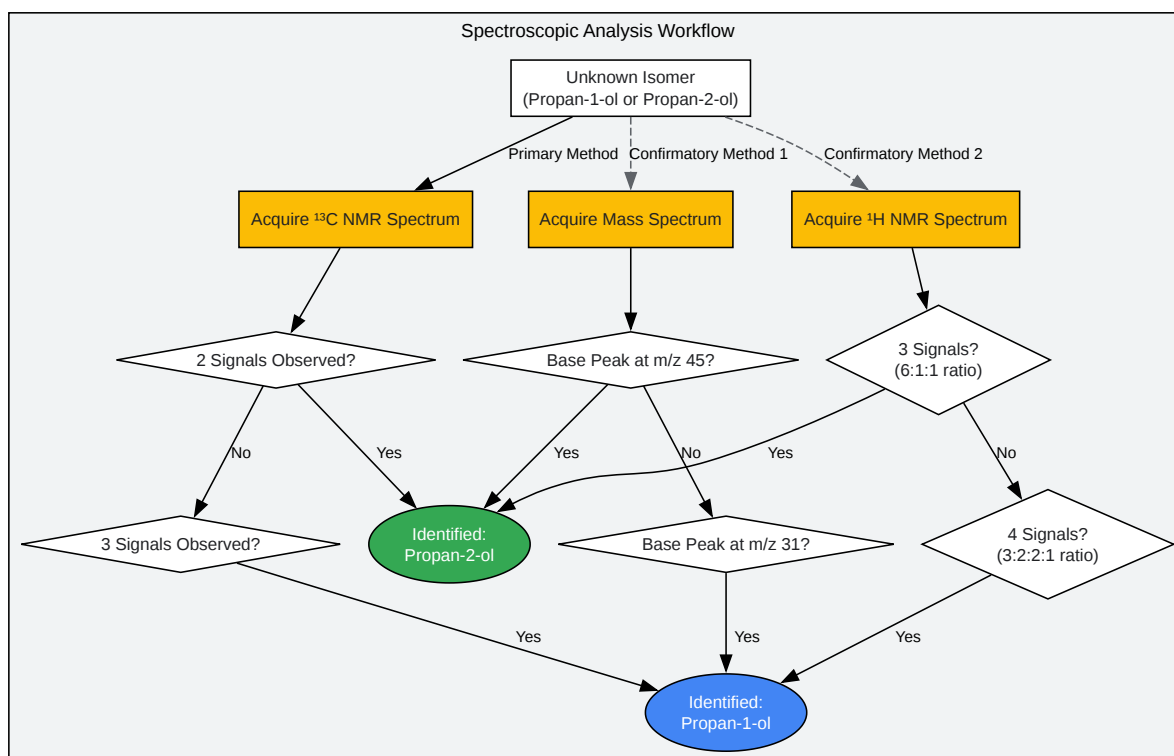 Spectroscopic Analysis Workflow
Unknown Isomer
(Propan-1-ol or Propan-2-ol)
Primary Method
Confirmatory Method 1
Confirmatory Method 2
Acquire ¹³C NMR Spectrum
Acquire Mass Spectrum
Acquire ¹H NMR Spectrum
2 Signals Observed?
Base Peak at m/z 45?
3 Signals?
(6:1:1 ratio)
No
Yes
Yes
No
Yes
No
3 Signals Observed?
Identified:
Propan-2-ol
Base Peak at m/z 31?
4 Signals?
(3:2:2:1 ratio)
Yes
Yes
Yes
Identified:
Propan-1-ol